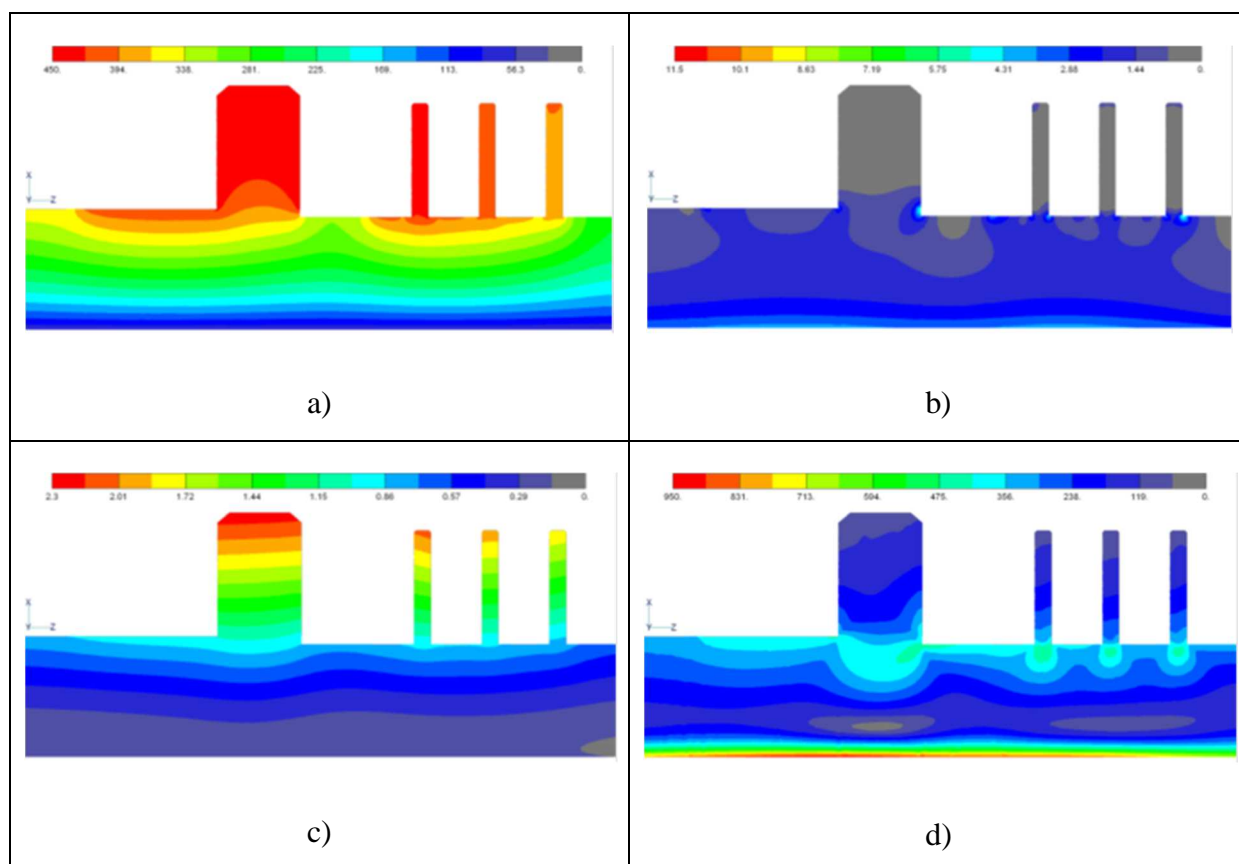 450. 394. 338. 281. 225. 169. 113. 56.3 0.
X
Y Z
a)
11.5 10.1 8.63 7.19 5.75 4.31 2.88 1.44 0.
X
Y Z
b)
2.3 2.01 1.72 1.44 1.15 0.86 0.57 0.29 0.
X
Y Z
c)
950. 831. 713. 594. 475. 356. 238. 119. 0.
X
Y Z
d)